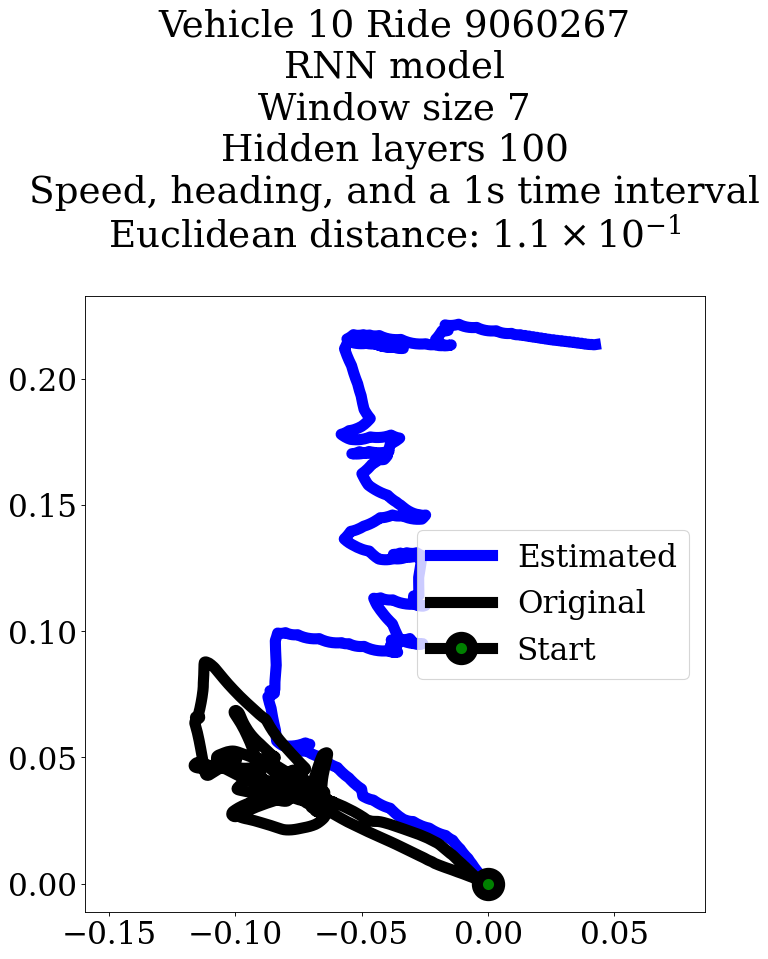 Vehicle 10 Ride 9060267
RNN model
Window size 7
Hidden layers 100
Speed, heading, and a 1s time interval
Euclidean distance: 1.1 × 10⁻¹
0.20
0.15
0.10
0.05
0.00
Estimated
Original
Start
−0.15 −0.10 −0.05 0.00 0.05